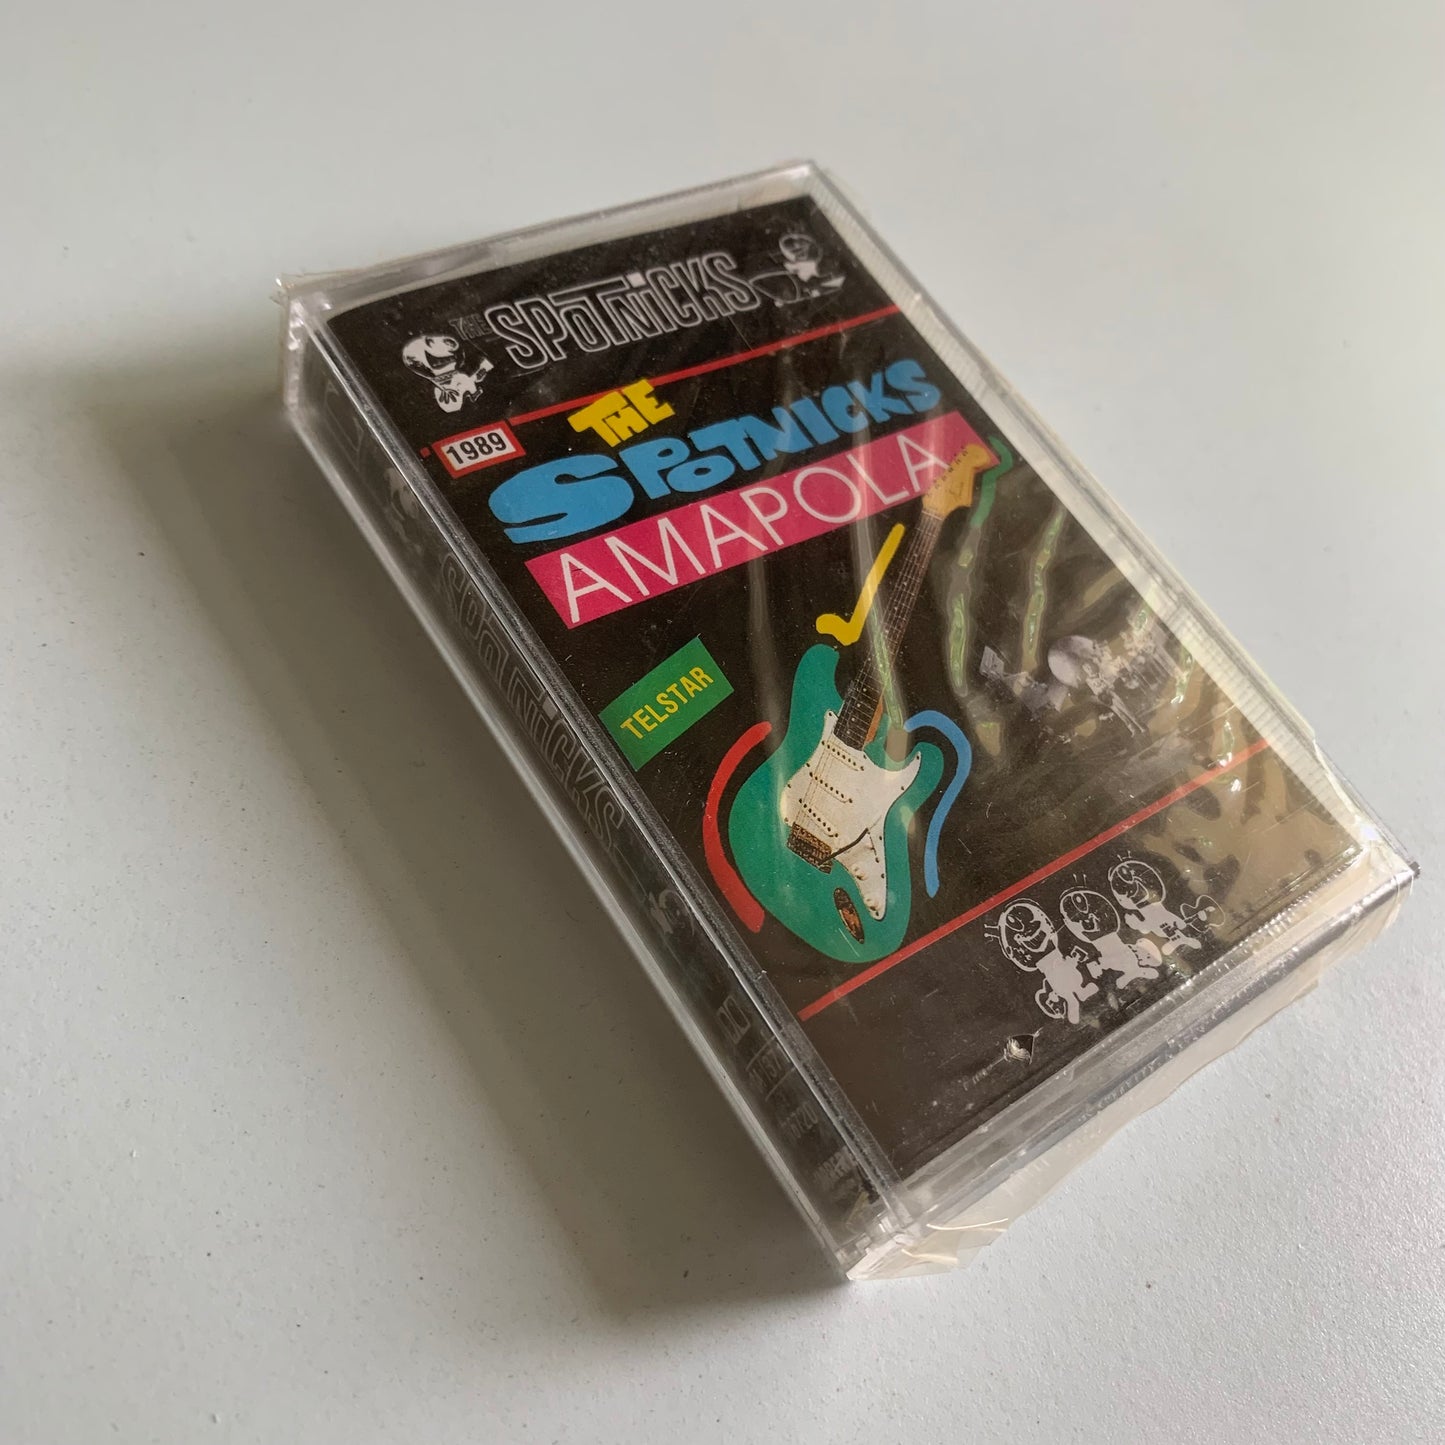 THE SPOTNiCKS
1989
THE
SPOTNICKS
AMAPOLA
TELSTAR
SPOTNiCKS